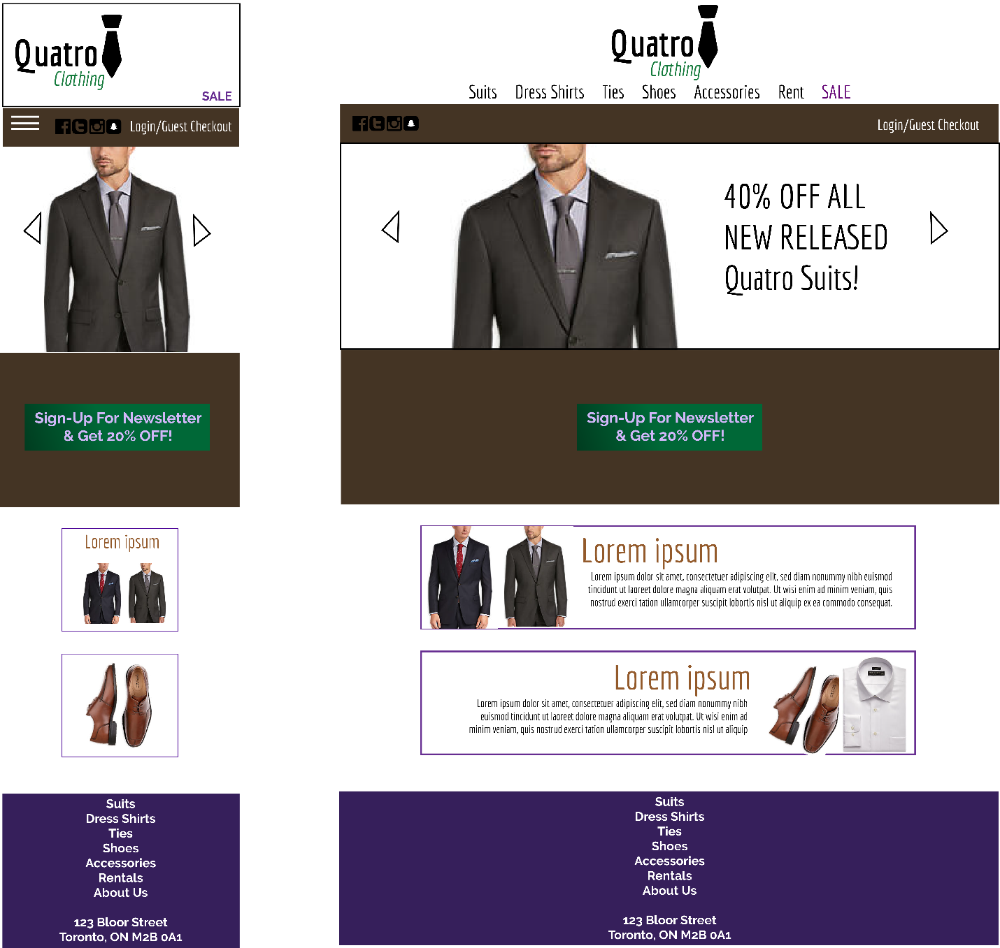 Quatro
Clothing
SALE
Login/Guest Checkout
Sign-Up For Newsletter
& Get 20% OFF!
Lorem ipsum
Suits
Dress Shirts
Ties
Shoes
Accessories
Rentals
About Us
123 Bloor Street
Toronto, ON M2B 0A1
Quatro
Clothing
Suits Dress Shirts Ties Shoes Accessories Rent SALE
Login/Guest Checkout
40% OFF ALL
NEW RELEASED
Quatro Suits!
Sign-Up For Newsletter
& Get 20% OFF!
Lorem ipsum
Lorem ipsum dolor sit amet, consectetuer adipiscing elit, sed diam nonummy nibh euismod
tincidunt ut laoreet dolore magna aliquam erat volutpat. Ut wisi enim ad minim veniam, quis
nostrud exerci tation ullamcorper suscipit lobortis nisl ut aliquip ex ea commodo consequat.
Lorem ipsum
Lorem ipsum dolor sit amet, consectetuer adipiscing elit, sed diam nonummy nibh
euismod tincidunt ut laoreet dolore magna aliquam erat volutpat. Ut wisi enim ad
minim veniam, quis nostrud exerci tation ullamcorper suscipit lobortis nisl ut aliquip
Suits
Dress Shirts
Ties
Shoes
Accessories
Rentals
About Us
123 Bloor Street
Toronto, ON M2B 0A1